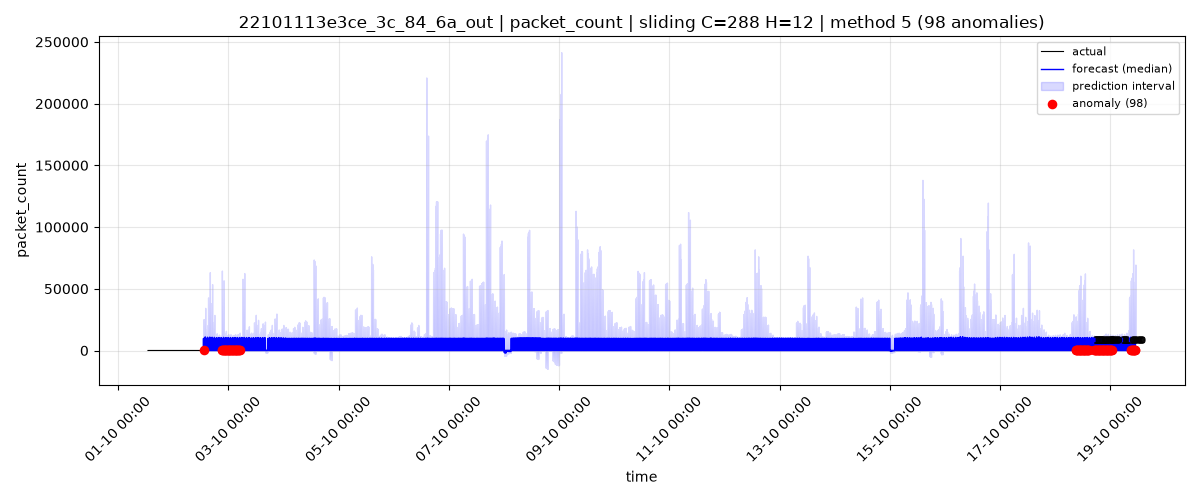 22101113e3ce_3c_84_6a_out | packet_count | sliding C=288 H=12 | method 5 (98 anomalies)
actual
forecast (median)
prediction interval
anomaly (98)
250000
200000
150000
100000
50000
0
packet_count
01-10 00:00
03-10 00:00
05-10 00:00
07-10 00:00
09-10 00:00
11-10 00:00
13-10 00:00
15-10 00:00
17-10 00:00
19-10 00:00
time